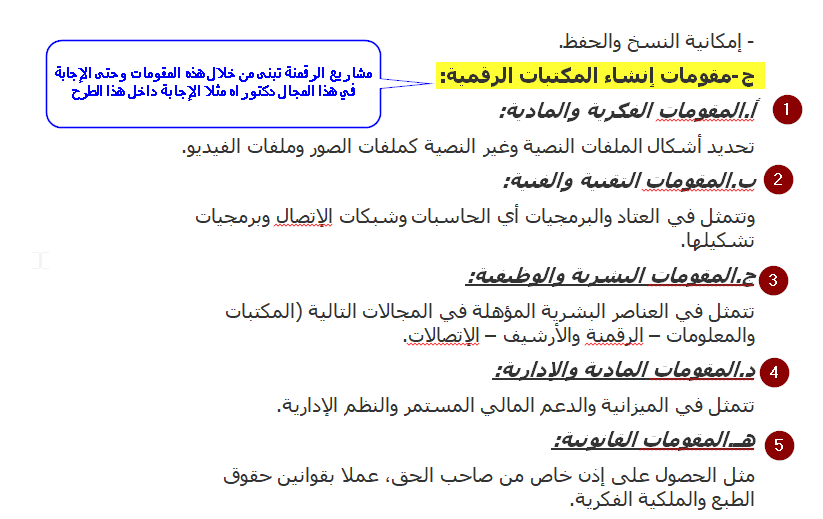 - إمكانية النسخ والحفظ.
ج-مقومات إنشاء المكتبات الرقمية:
مشاريع الرقمنة تبنى من خلال هذه المقومات وحتى الإجابة
في هذا المجال دكتوراه مثلا الإجابة داخل هذا الطرح
1
أ.المقومات الفكرية والمادية:
تحديد أشكال الملفات النصية وغير النصية كملفات الصور وملفات الفيديو.
2
ب.المقومات التقنية والفنية:
وتتمثل في العتاد والبرمجيات أي الحاسبات وشبكات الإتصال وبرمجيات
تشكيلها.
3
ج.المقومات البشرية والوظيفية:
تتمثل في العناصر البشرية المؤهلة في المجالات التالية (المكتبات
والمعلومات – الرقمنة والأرشيف – الإتصالات.
4
د.المقومات المادية والإدارية:
تتمثل في الميزانية والدعم المالي المستمر والنظم الإدارية.
5
هـ.المقومات القانونية:
مثل الحصول على إذن خاص من صاحب الحق، عملا بقوانين حقوق
الطبع والملكية الفكرية.